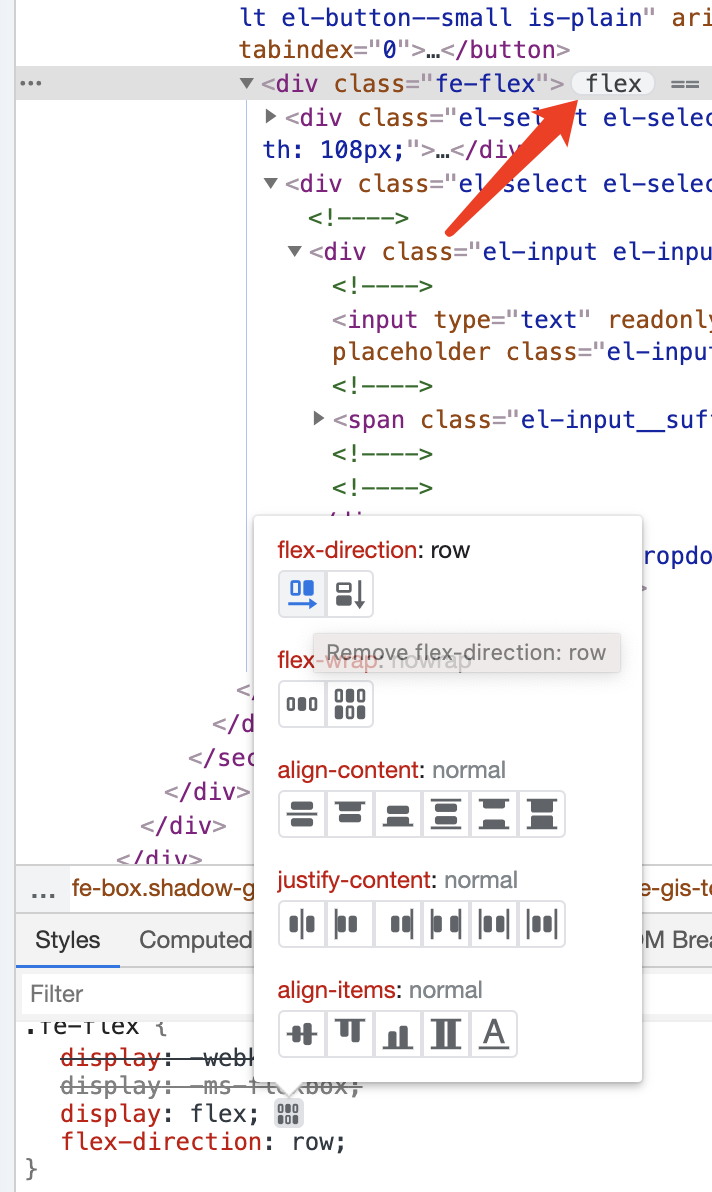 lt el-button--small is-plain" ari
tabindex="0">…</button>
… ▼<div class="fe-flex"> flex ==
▶<div class="el-select el-selec
th: 108px;">…</div>
▼<div class="el-select el-selec
<!---->
▼<div class="el-input el-inpu
<!---->
<input type="text" readonly
placeholder class="el-input
<!---->
▶<span class="el-input__suf
<!---->
<!---->
flex-direction: row
ropdo
>
Remove flex-direction: row
flex-wrap: nowrap
</
</d
</sec
align-content: normal
</div>
</div>
</div>
justify-content: normal
… fe-box.shadow-g
e-gis-te
Styles
Computed
OM Brea
align-items: normal
A
Filter
.fe-flex {
display: -webk
display: -ms-flexbox;
display: flex;
flex-direction: row;
}